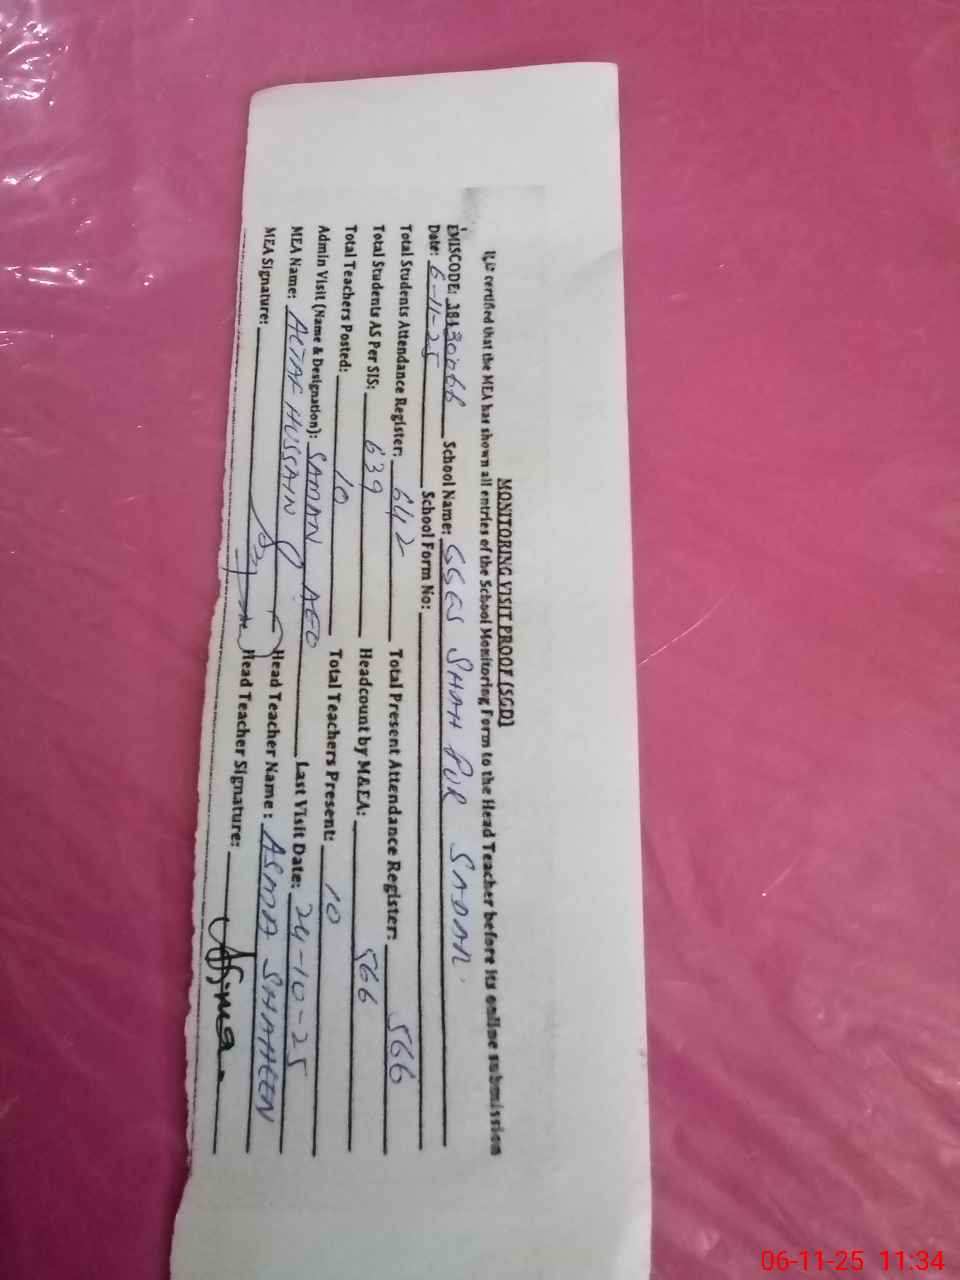 MONITORING VISIT PROOF (SGD)
It is certified that the MEA has shown all entries of the School Monitoring Form to the Head Teacher before its online submission
EMISCODE: 38430066 School Name: GGES SHAH PUR SADAR.
Date: 6-11-25 School Form No:
Total Students Attendance Register: 642 Total Present Attendance Register: 566
Total Students AS Per SIS: 639 Headcount by M&EA: 566
Total Teachers Posted: 10 Total Teachers Present: 10
Admin Visit (Name & Designation): SAMAN AEO Last Visit Date: 24-10-25
MEA Name: ALTAF HUSSAIN Head Teacher Name: ASMA SHAHEEN
MEA Signature: Head Teacher Signature: Asma
06-11-25 11:34